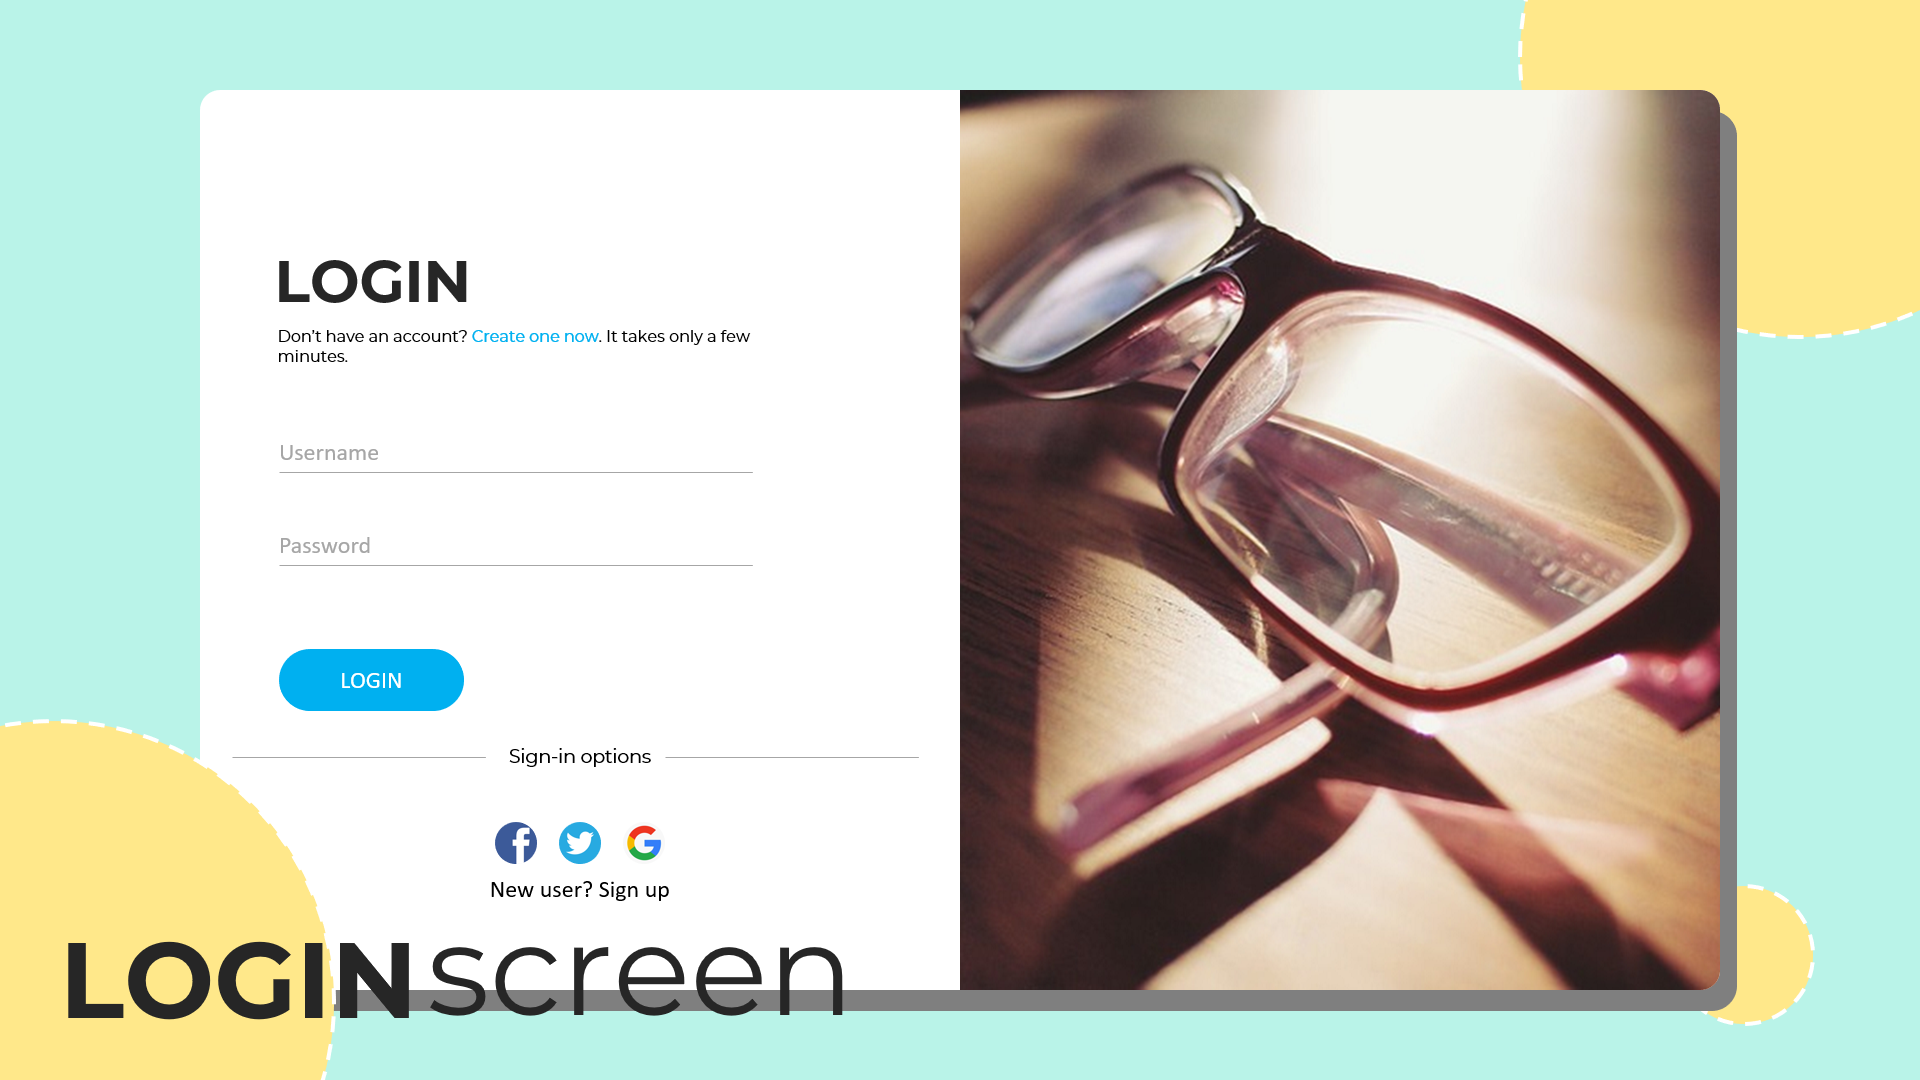 LOGIN
Don't have an account? Create one now. It takes only a few
minutes.
Username
Password
LOGIN
Sign-in options
New user? Sign up
LOGINscreen